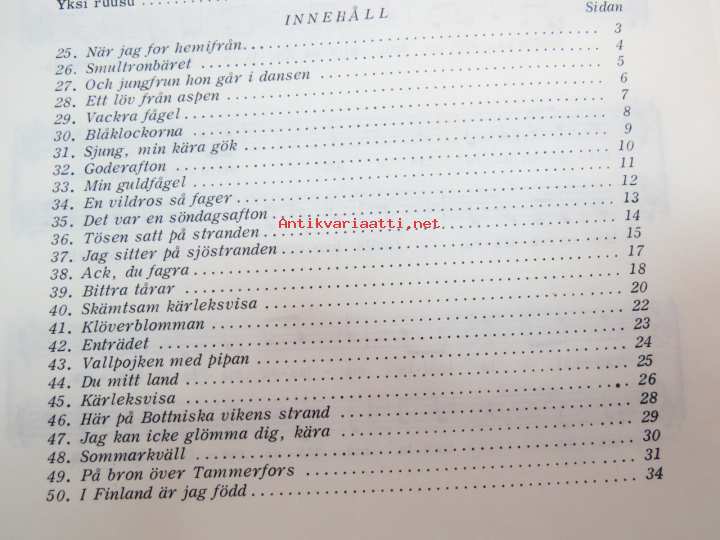 Yksi ruusu ..........
INNEHÅLL Sidan
25. När jag for hemifrån ..... 3
26. Smultronbäret ..... 4
27. Och jungfrun hon går i dansen ..... 5
28. Ett löv från aspen ..... 6
29. Vackra fågel ..... 7
30. Blåklockorna ..... 8
31. Sjung, min kära gök ..... 9
32. Goderafton ..... 10
33. Min guldfågel ..... 11
34. En vildros så fager ..... 12
35. Det var en söndagsafton ..... 13
36. Tösen satt på stranden ..... 14
37. Jag sitter på sjöstranden ..... 15
38. Ack, du fagra ..... 17
39. Bittra tårar ..... 18
40. Skämtsam kärleksvisa ..... 20
41. Klöverblomman ..... 22
42. Enträdet ..... 23
43. Vallpojken med pipan ..... 24
44. Du mitt land ..... 25
45. Kärleksvisa ..... 26
46. Här på Bottniska vikens strand ..... 28
47. Jag kan icke glömma dig, kära ..... 29
48. Sommarkväll ..... 30
49. På bron över Tammerfors ..... 31
50. I Finland är jag född ..... 34
Antikvariaatti.net